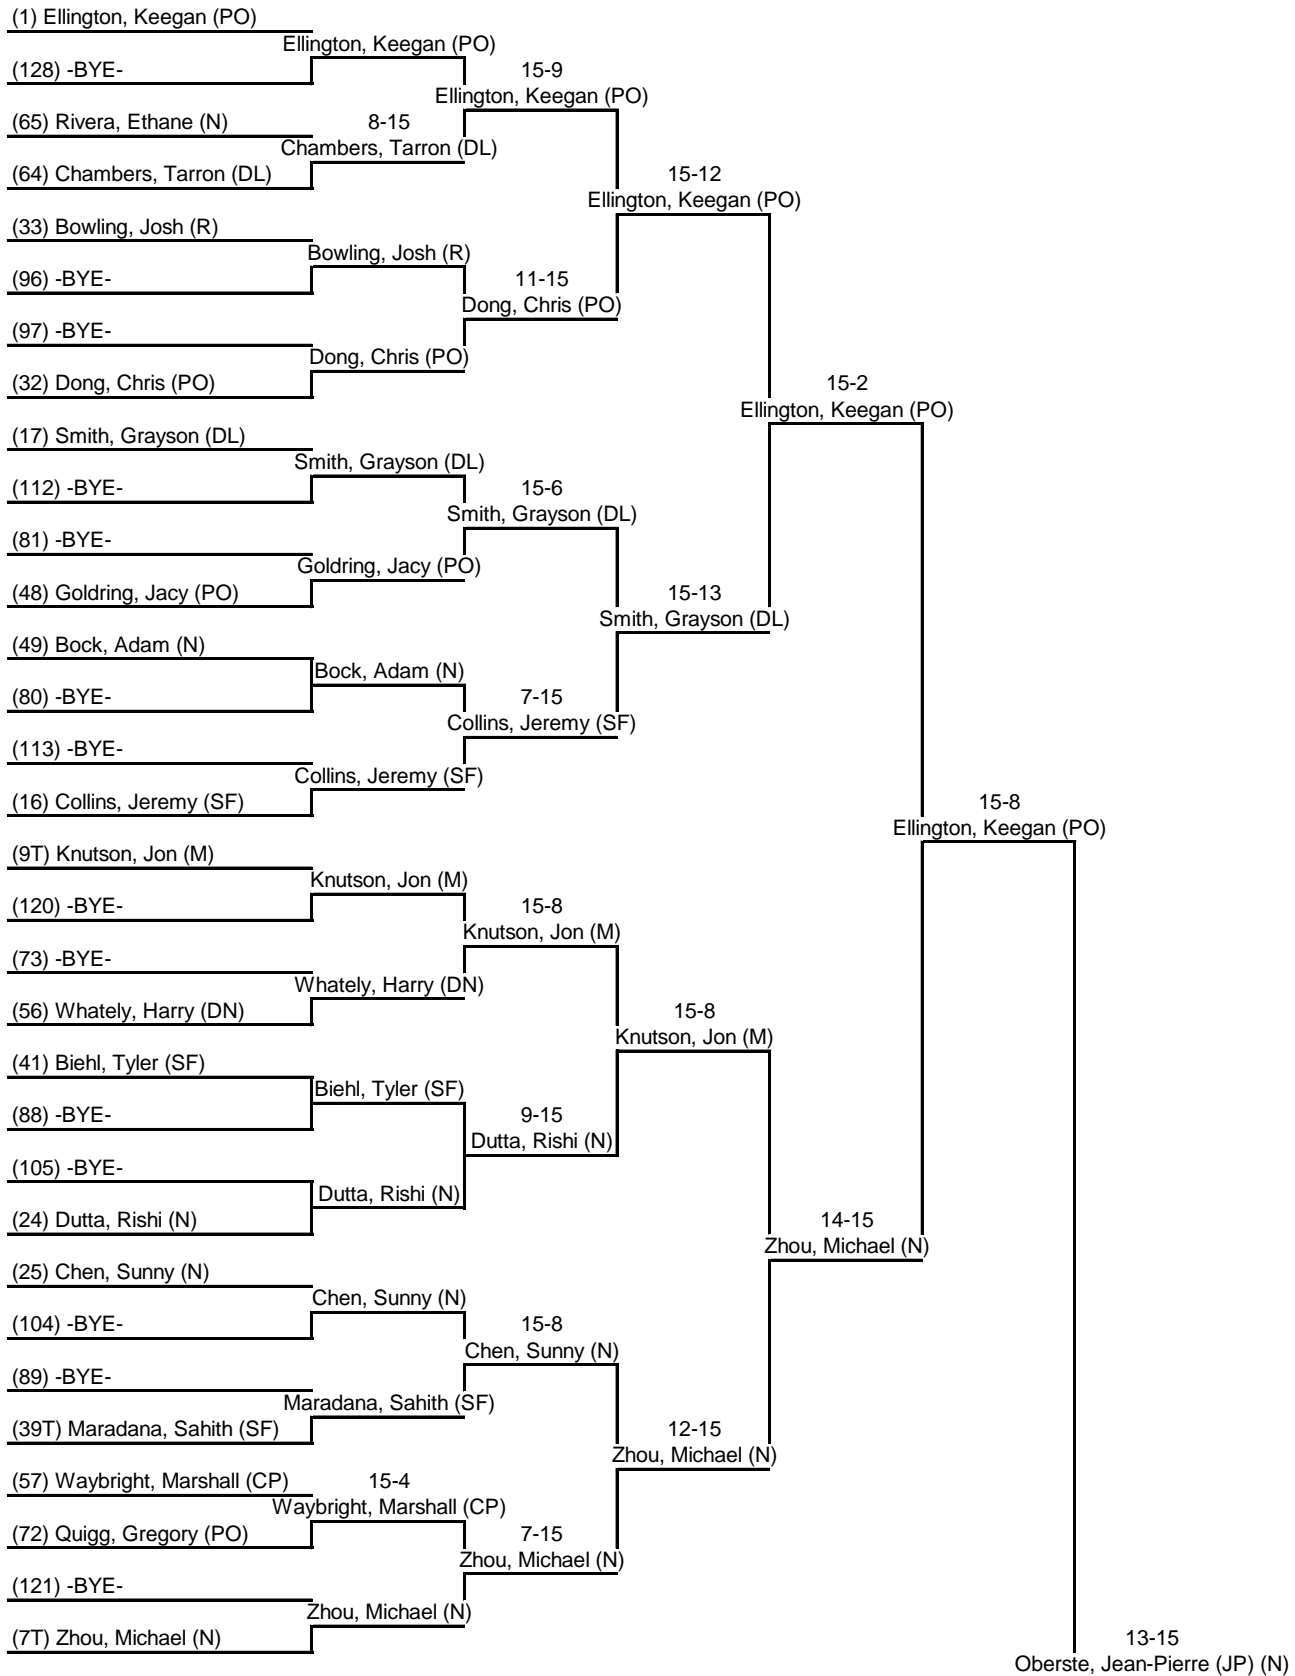 (1) Ellington, Keegan (PO)
Ellington, Keegan (PO)
(128) -BYE-
15-9
Ellington, Keegan (PO)
(65) Rivera, Ethane (N)
8-15
Chambers, Tarron (DL)
(64) Chambers, Tarron (DL)
15-12
Ellington, Keegan (PO)
(33) Bowling, Josh (R)
Bowling, Josh (R)
(96) -BYE-
11-15
Dong, Chris (PO)
(97) -BYE-
Dong, Chris (PO)
(32) Dong, Chris (PO)
15-2
Ellington, Keegan (PO)
(17) Smith, Grayson (DL)
Smith, Grayson (DL)
(112) -BYE-
15-6
Smith, Grayson (DL)
(81) -BYE-
Goldring, Jacy (PO)
(48) Goldring, Jacy (PO)
15-13
Smith, Grayson (DL)
(49) Bock, Adam (N)
Bock, Adam (N)
(80) -BYE-
7-15
Collins, Jeremy (SF)
(113) -BYE-
Collins, Jeremy (SF)
(16) Collins, Jeremy (SF)
15-8
Ellington, Keegan (PO)
(9T) Knutson, Jon (M)
Knutson, Jon (M)
(120) -BYE-
15-8
Knutson, Jon (M)
(73) -BYE-
Whately, Harry (DN)
(56) Whately, Harry (DN)
15-8
Knutson, Jon (M)
(41) Biehl, Tyler (SF)
Biehl, Tyler (SF)
(88) -BYE-
9-15
Dutta, Rishi (N)
(105) -BYE-
Dutta, Rishi (N)
(24) Dutta, Rishi (N)
14-15
Zhou, Michael (N)
(25) Chen, Sunny (N)
Chen, Sunny (N)
(104) -BYE-
15-8
Chen, Sunny (N)
(89) -BYE-
Maradana, Sahith (SF)
(39T) Maradana, Sahith (SF)
12-15
Zhou, Michael (N)
(57) Waybright, Marshall (CP)
15-4
Waybright, Marshall (CP)
(72) Quigg, Gregory (PO)
7-15
Zhou, Michael (N)
(121) -BYE-
Zhou, Michael (N)
(7T) Zhou, Michael (N)
13-15
Oberste, Jean-Pierre (JP) (N)